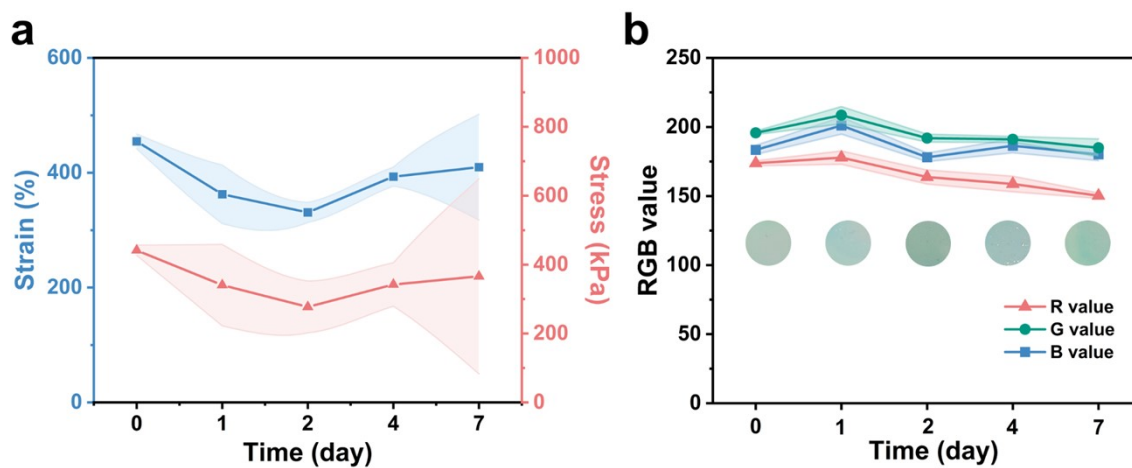 a
600
400
200
0
Strain (%)
1000
800
600
400
200
0
Stress (kPa)
0 1 2 4 7
Time (day)
b
250
200
150
100
50
0
RGB value
R value
G value
B value
0 1 2 4 7
Time (day)